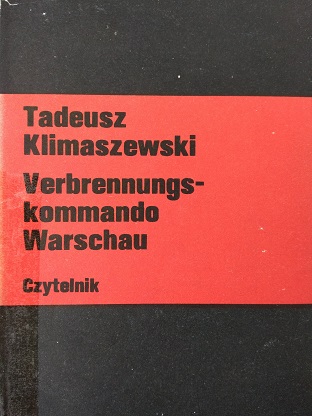 Tadeusz
Klimaszewski
Verbrennungs-
kommando
Warschau
Czytelnik